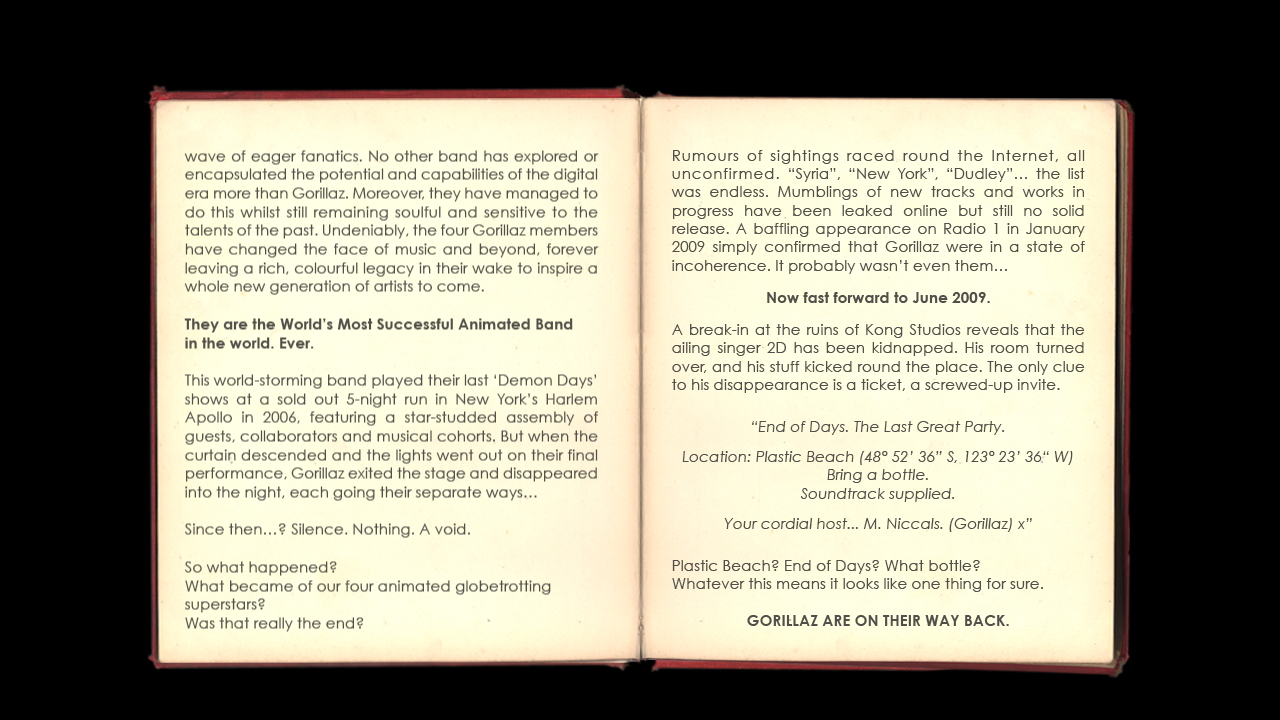 wave of eager fanatics. No other band has explored or
encapsulated the potential and capabilities of the digital
era more than Gorillaz. Moreover, they have managed to
do this whilst still remaining soulful and sensitive to the
talents of the past. Undeniably, the four Gorillaz members
have changed the face of music and beyond, forever
leaving a rich, colourful legacy in their wake to inspire a
whole new generation of artists to come.
They are the World's Most Successful Animated Band
in the world. Ever.
This world-storming band played their last 'Demon Days'
shows at a sold out 5-night run in New York's Harlem
Apollo in 2006, featuring a star-studded assembly of
guests, collaborators and musical cohorts. But when the
curtain descended and the lights went out on their final
performance, Gorillaz exited the stage and disappeared
into the night, each going their separate ways...
Since then...? Silence. Nothing. A void.
So what happened?
What became of our four animated globetrotting
superstars?
Was that really the end?
Rumours of sightings raced round the Internet, all
unconfirmed. “Syria”, “New York”, “Dudley”... the list
was endless. Mumblings of new tracks and works in
progress have been leaked online but still no solid
release. A baffling appearance on Radio 1 in January
2009 simply confirmed that Gorillaz were in a state of
incoherence. It probably wasn't even them...
Now fast forward to June 2009.
A break-in at the ruins of Kong Studios reveals that the
ailing singer 2D has been kidnapped. His room turned
over, and his stuff kicked round the place. The only clue
to his disappearance is a ticket, a screwed-up invite.
“End of Days. The Last Great Party.
Location: Plastic Beach (48º 52' 36” S, 123º 23' 36“ W)
Bring a bottle.
Soundtrack supplied.
Your cordial host... M. Niccals. (Gorillaz) x”
Plastic Beach? End of Days? What bottle?
Whatever this means it looks like one thing for sure.
GORILLAZ ARE ON THEIR WAY BACK.